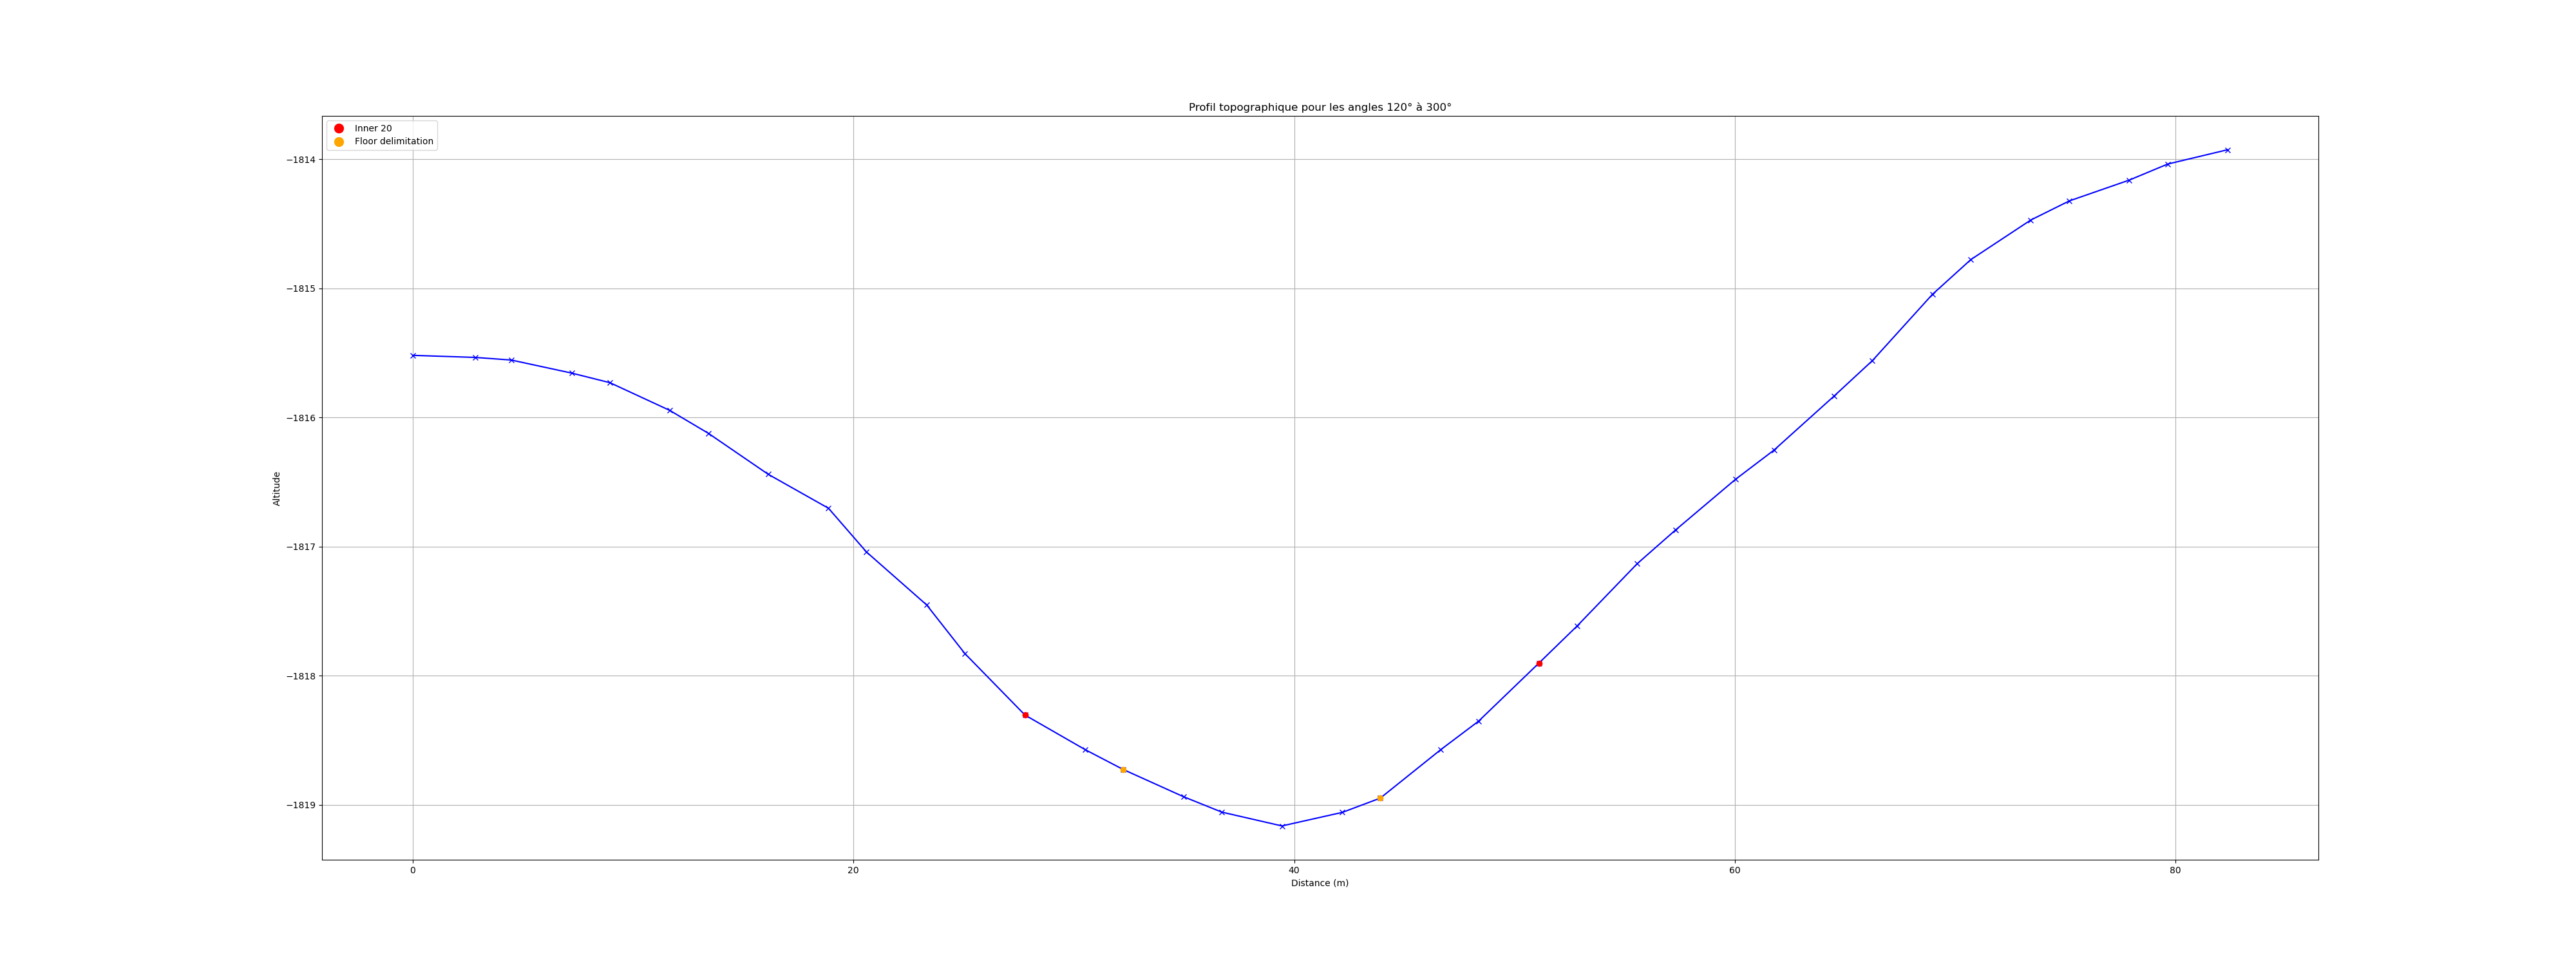 Profil topographique pour les angles 120° à 300°
Inner 20
Floor delimitation
−1814
−1815
−1816
−1817
−1818
−1819
Altitude
0
20
40
60
80
Distance (m)